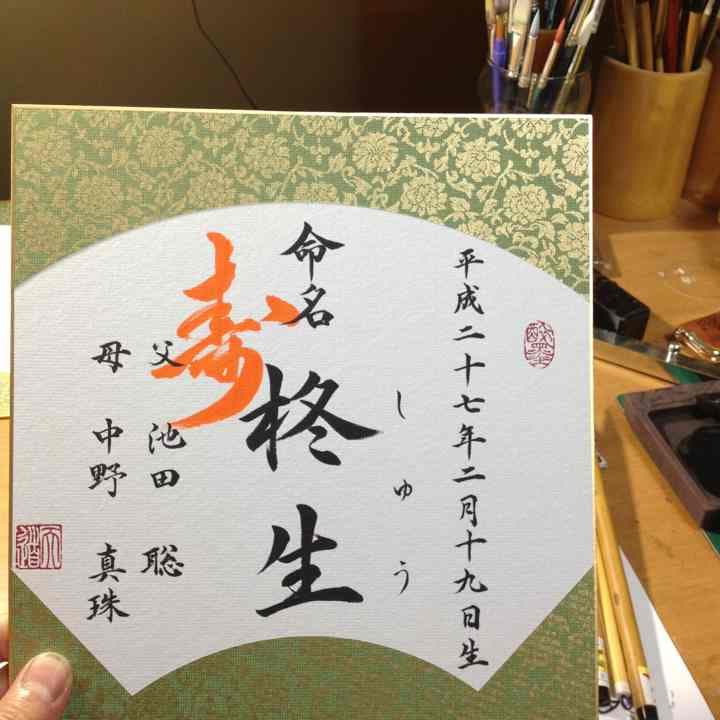 平成二十七年二月十九日生
しゅう
命名
柊生
寿
父 池田 聡
母 中野 真珠